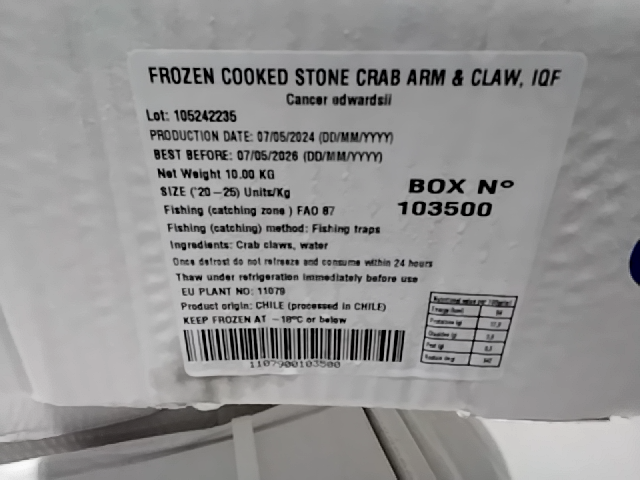 FROZEN COOKED STONE CRAB ARM & CLAW, IQF
Cancer edwardsii
Lot: 105242235
PRODUCTION DATE: 07/05/2024 (DD/MM/YYYY)
BEST BEFORE: 07/05/2026 (DD/MM/YYYY)
Net Weight 10.00 KG
SIZE ('20-25) Units/Kg
BOX Nº
103500
Fishing (catching zone ) FAO 87
Fishing (catching) method: Fishing traps
Ingredients: Crab claws, water
Once defrost do not refreeze and consume within 24 hours
Thaw under refrigeration immediately before use
EU PLANT NO: 11079
Product origin: CHILE (processed in CHILE)
KEEP FROZEN AT -18ºC or below
1107900103500